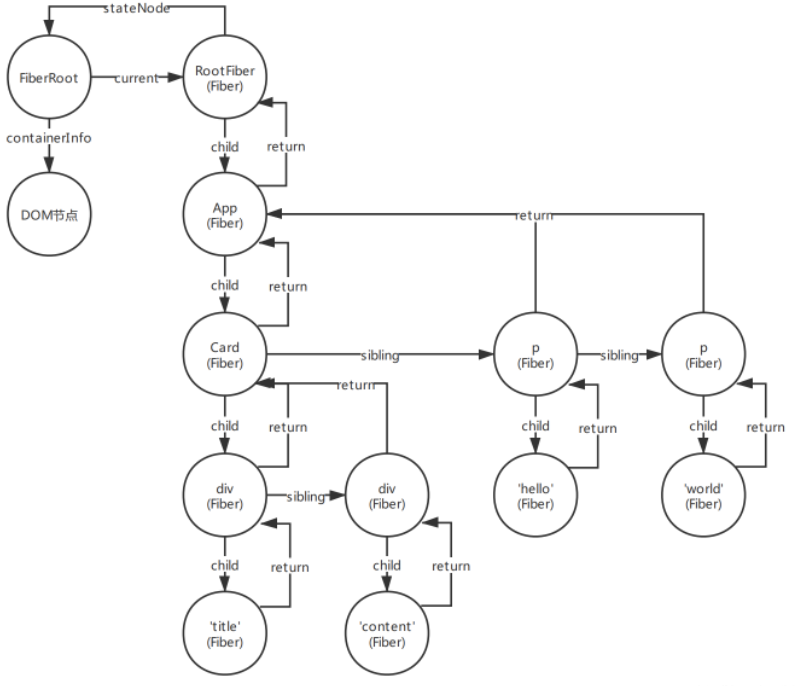 stateNode
FiberRoot
current
RootFiber
(Fiber)
containerInfo
child
return
DOM节点
App
(Fiber)
return
child
return
Card
(Fiber)
sibling
p
(Fiber)
sibling
p
(Fiber)
return
child
return
child
return
child
return
div
(Fiber)
sibling
div
(Fiber)
'hello'
(Fiber)
'world'
(Fiber)
child
return
child
return
'title'
(Fiber)
'content'
(Fiber)